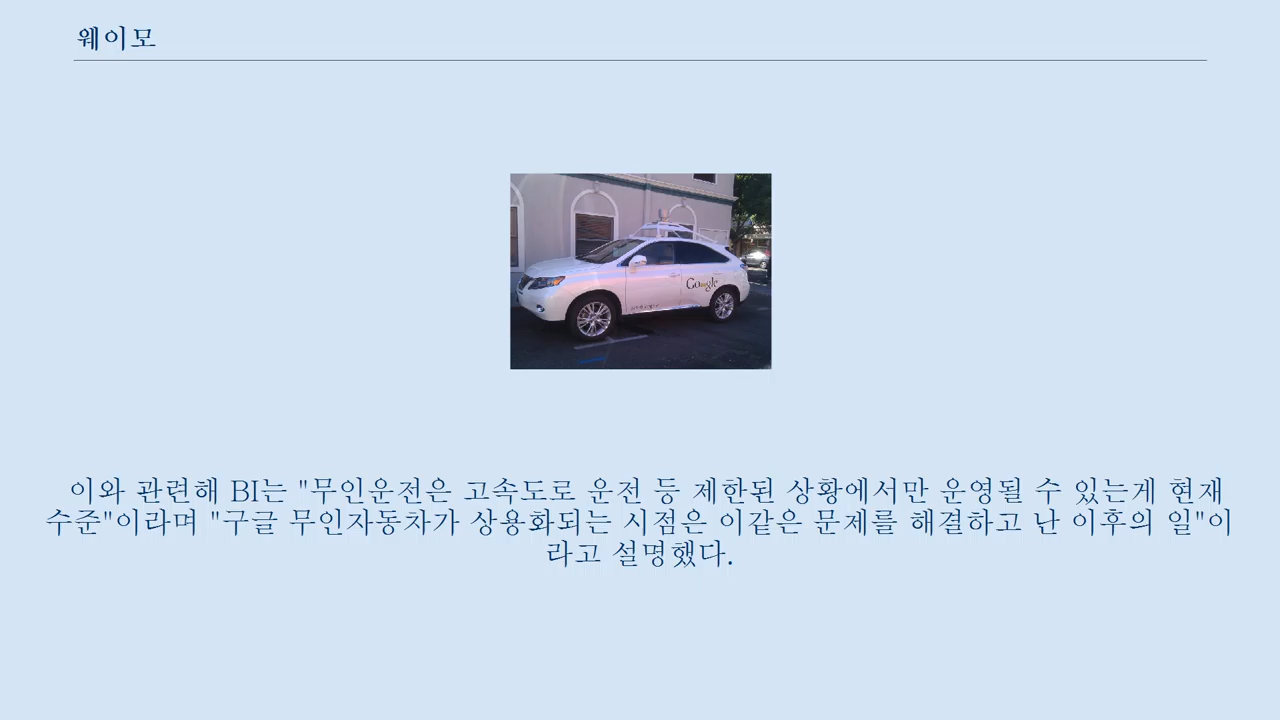 웨이모
Google
이와 관련해 BI는 "무인운전은 고속도로 운전 등 제한된 상황에서만 운영될 수 있는게 현재
수준"이라며 "구글 무인자동차가 상용화되는 시점은 이같은 문제를 해결하고 난 이후의 일"이
라고 설명했다.